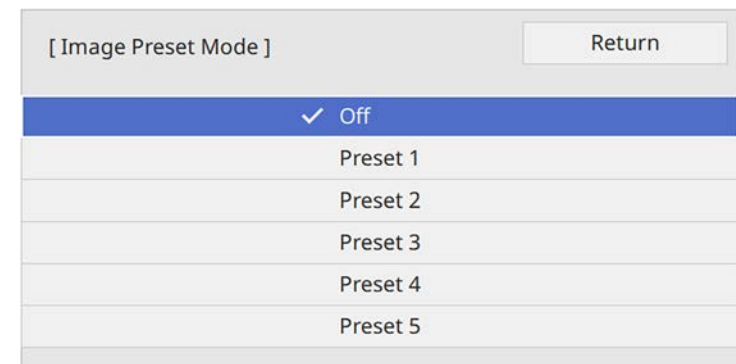 [ Image Preset Mode ] Return
✓ Off
Preset 1
Preset 2
Preset 3
Preset 4
Preset 5